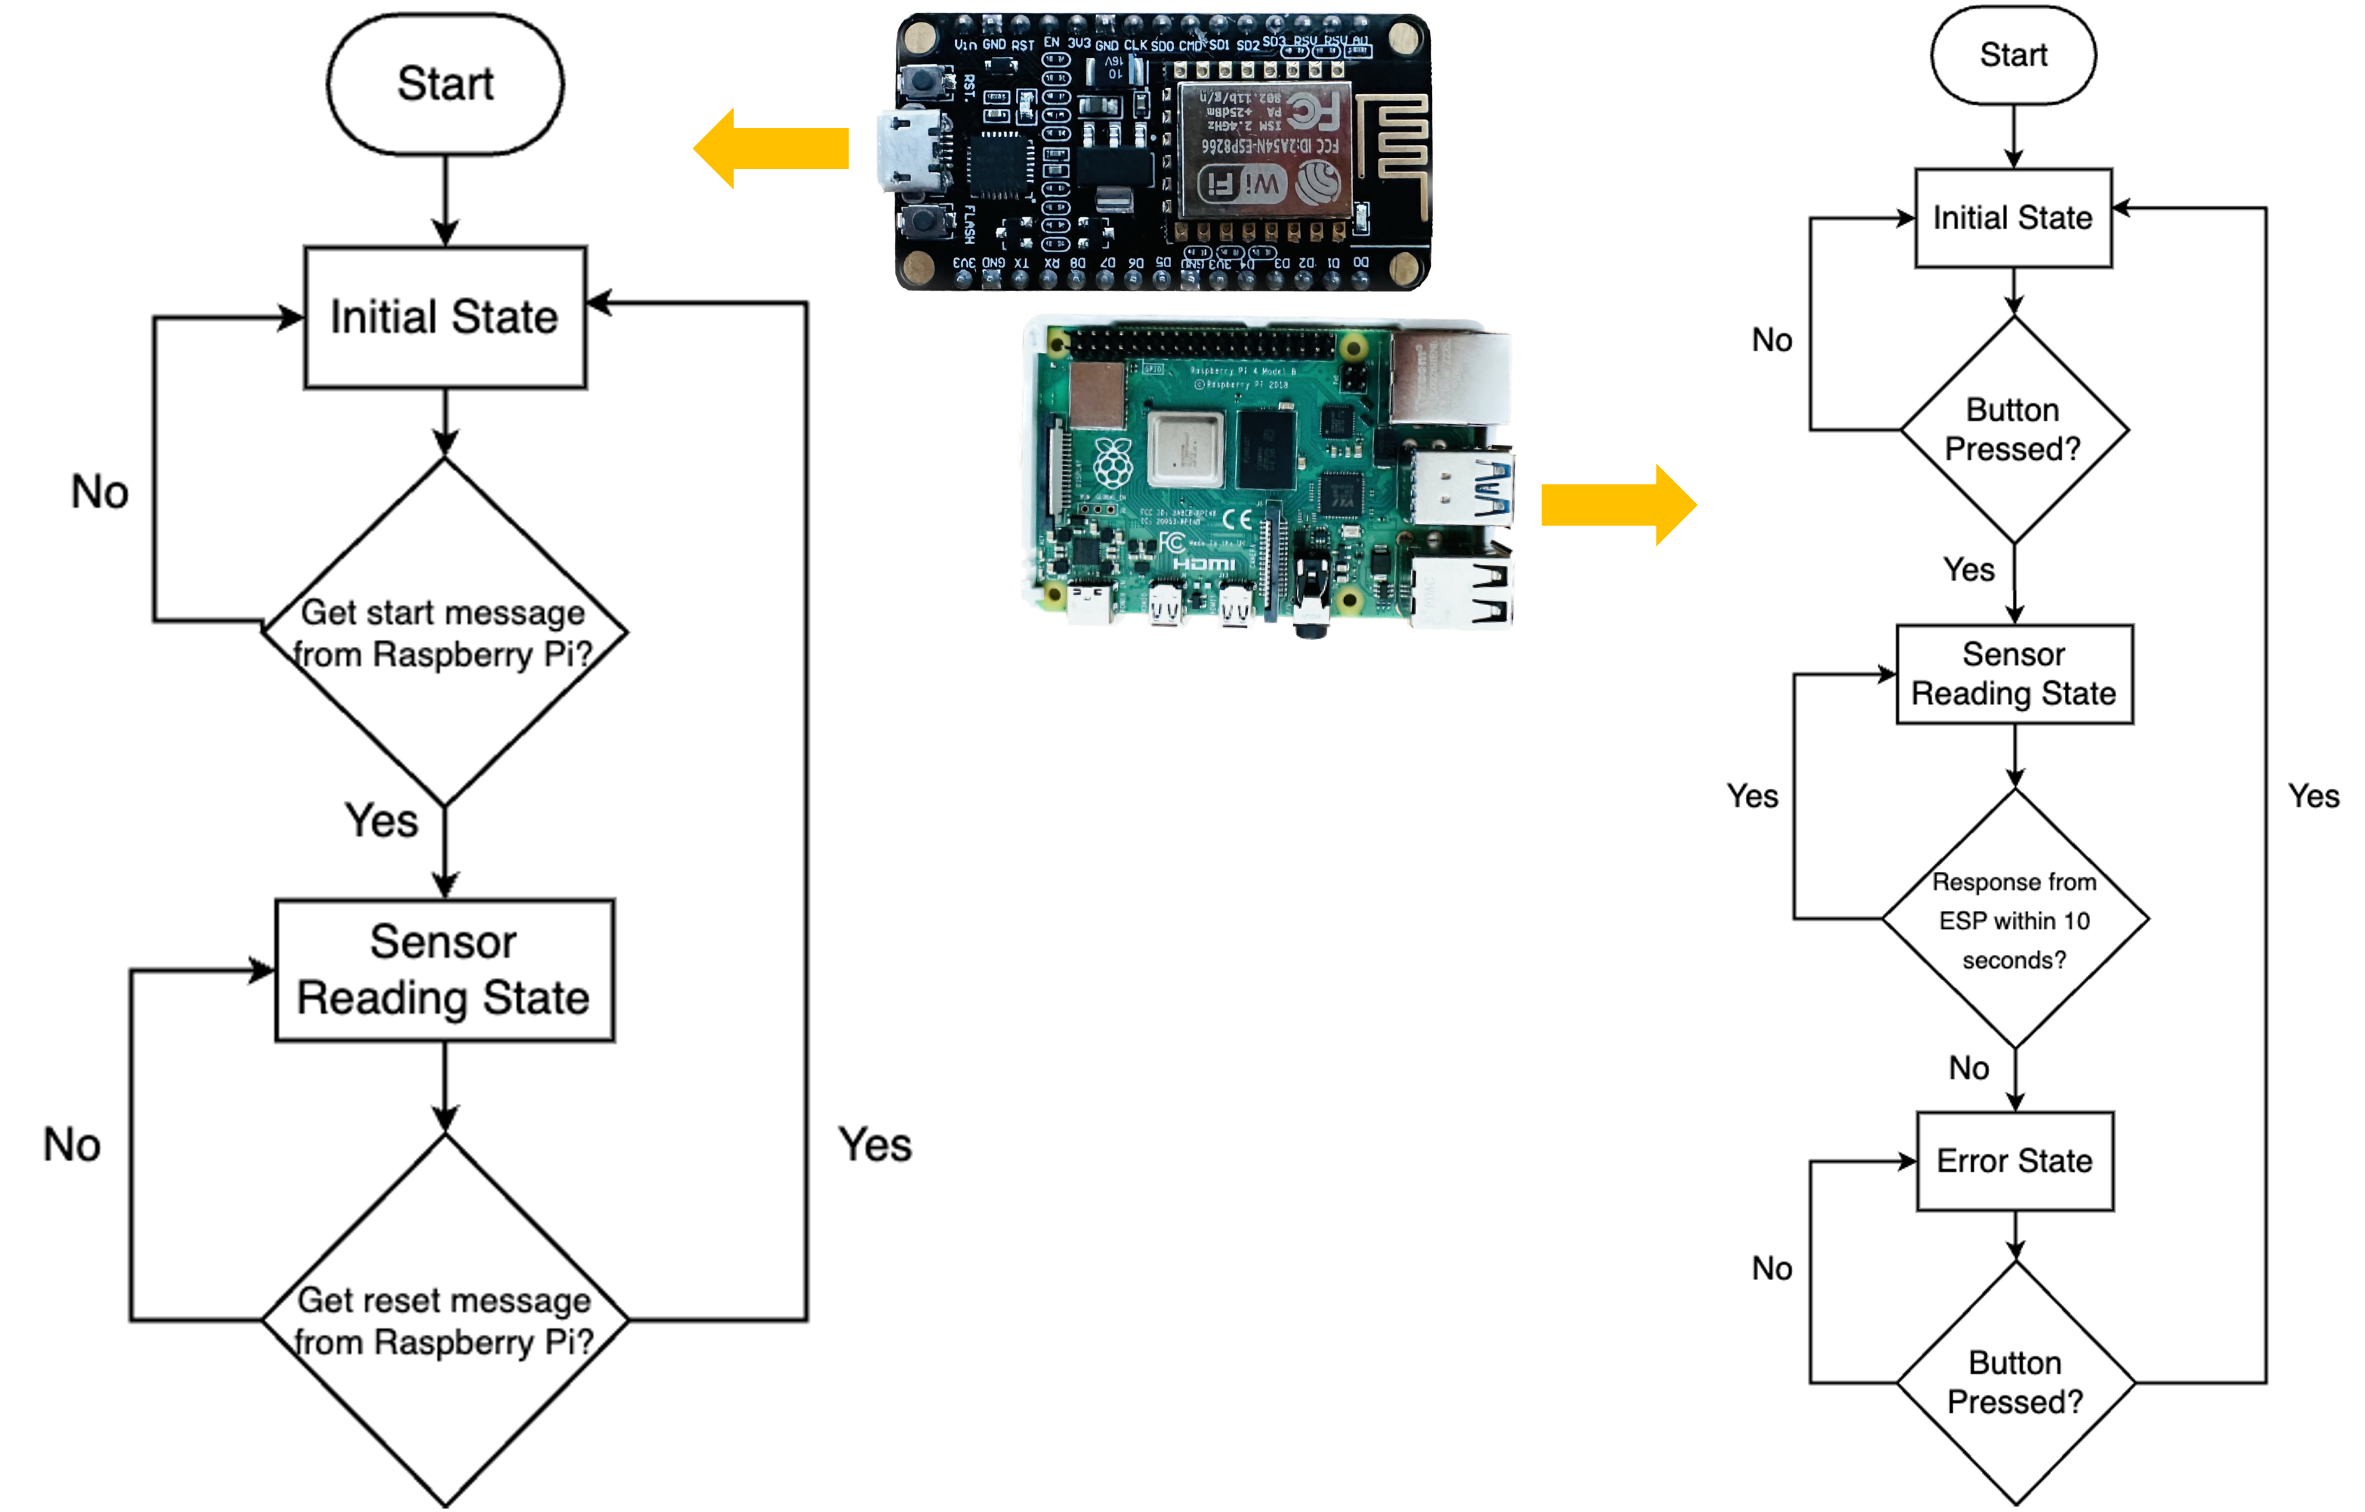 Start
Initial State
No
Get start message
from Raspberry Pi?
Yes
Sensor
Reading State
No
Yes
Get reset message
from Raspberry Pi?
Vin GND RST EN 3V3 GND CLK SD0 CMD SD1 SD2 SD3 RSV RSV
RST
16V
10
FLASH
802.11b/g/n
PA +25dBm
ISM 2.4GHz
FCC ID:2A54N-ESP8266
WiFi
3V3 GND TX RX D8 D7 D6 D5 GND 3V3 D4 D3 D2 D1 D0
GPIO
Raspberry Pi 4 Model B
© Raspberry Pi 2018
DISPLAY
CE
FC
HDMI
Start
Initial State
No
Button
Pressed?
Yes
Sensor
Reading State
Yes
Yes
Response from
ESP within 10
seconds?
No
Error State
No
Button
Pressed?